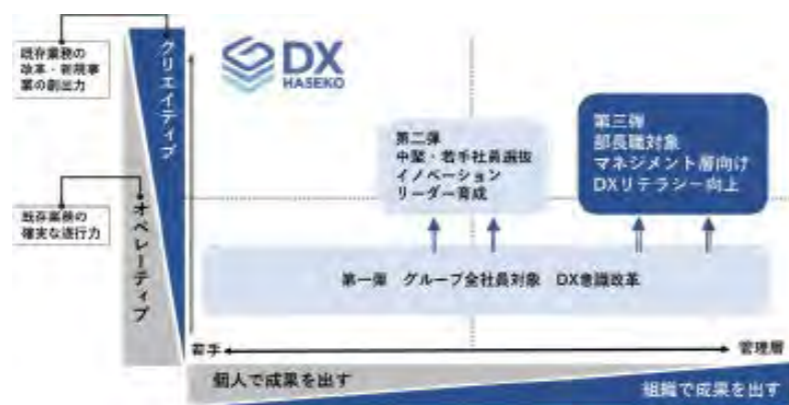 既存業務の
改革・新規事
業の創出力
クリエイティブ
DX
HASEKO
第二弾
中堅・若手社員選抜
イノベーション
リーダー育成
第三弾
部長職対象
マネジメント層向け
DXリテラシー向上
既存業務の
確実な遂行力
オペレーティブ
第一弾 グループ全社員対象 DX意識改革
若手
管理層
個人で成果を出す
組織で成果を出す